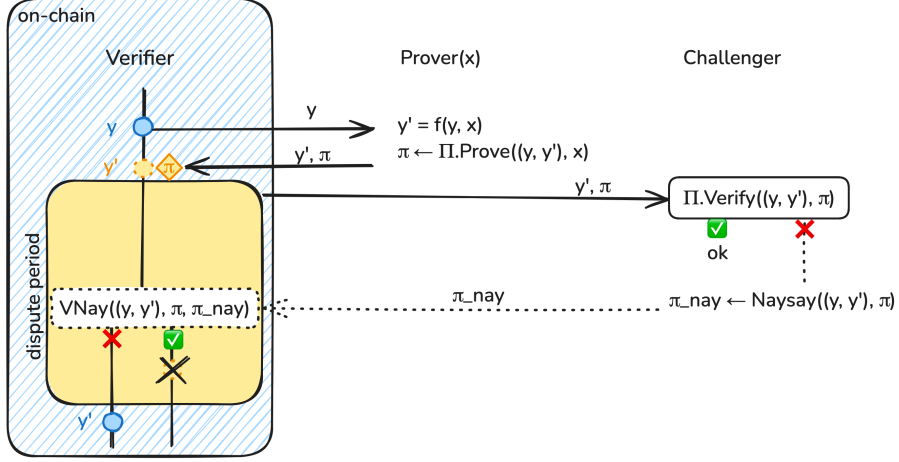 on-chain
Verifier
Prover(x)
Challenger
y
y
y' = f(y, x)
π ← Π.Prove((y, y'), x)
y', π
y'
π
y', π
Π.Verify((y, y'), π)
ok
dispute period
VNay((y, y'), π, π_nay)
π_nay
π_nay ← Naysay((y, y'), π)
y'